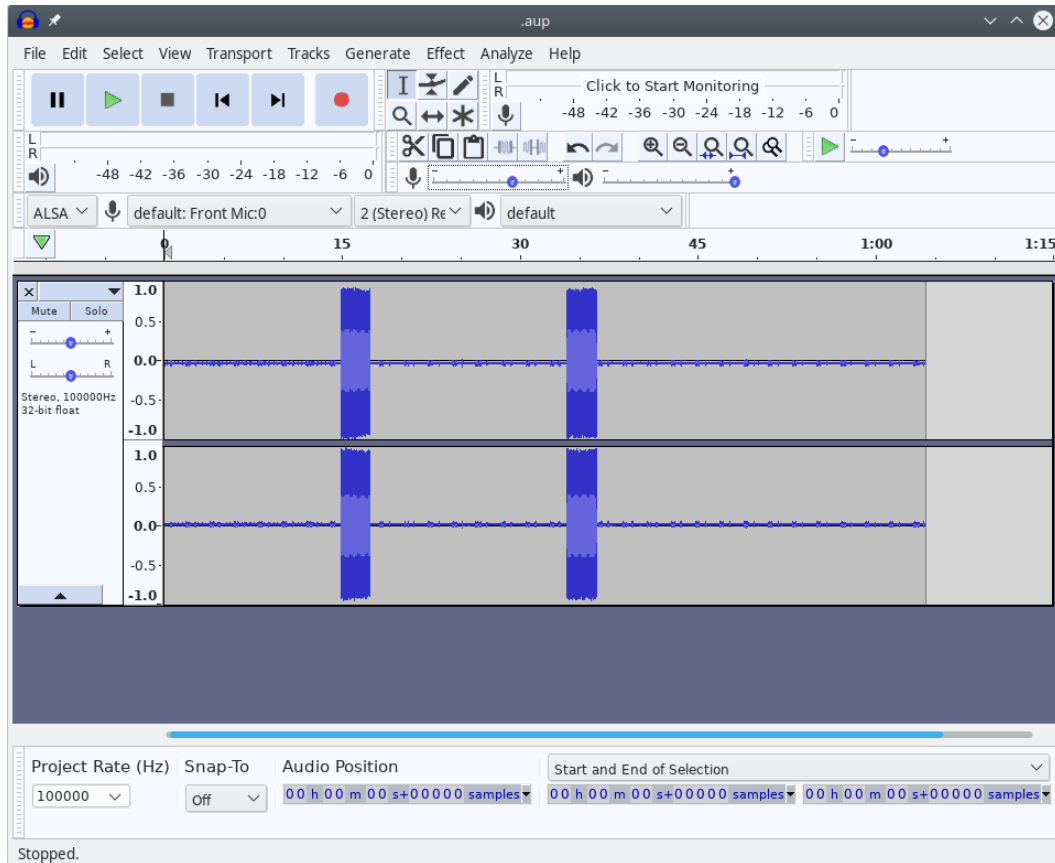 .aup
File Edit Select View Transport Tracks Generate Effect Analyze Help
L
R
Click to Start Monitoring
-48 -42 -36 -30 -24 -18 -12 -6 0
L
R
-48 -42 -36 -30 -24 -18 -12 -6 0
- +
- +
- +
ALSA default: Front Mic:0 2 (Stereo) Re default
0 15 30 45 1:00 1:15
Mute Solo
- +
L R
Stereo, 100000Hz
32-bit float
1.0
0.5
0.0
-0.5
-1.0
1.0
0.5
0.0
-0.5
-1.0
Project Rate (Hz) Snap-To Audio Position Start and End of Selection
100000 Off 00 h 00 m 00 s+00000 samples 00 h 00 m 00 s+00000 samples 00 h 00 m 00 s+00000 samples
Stopped.